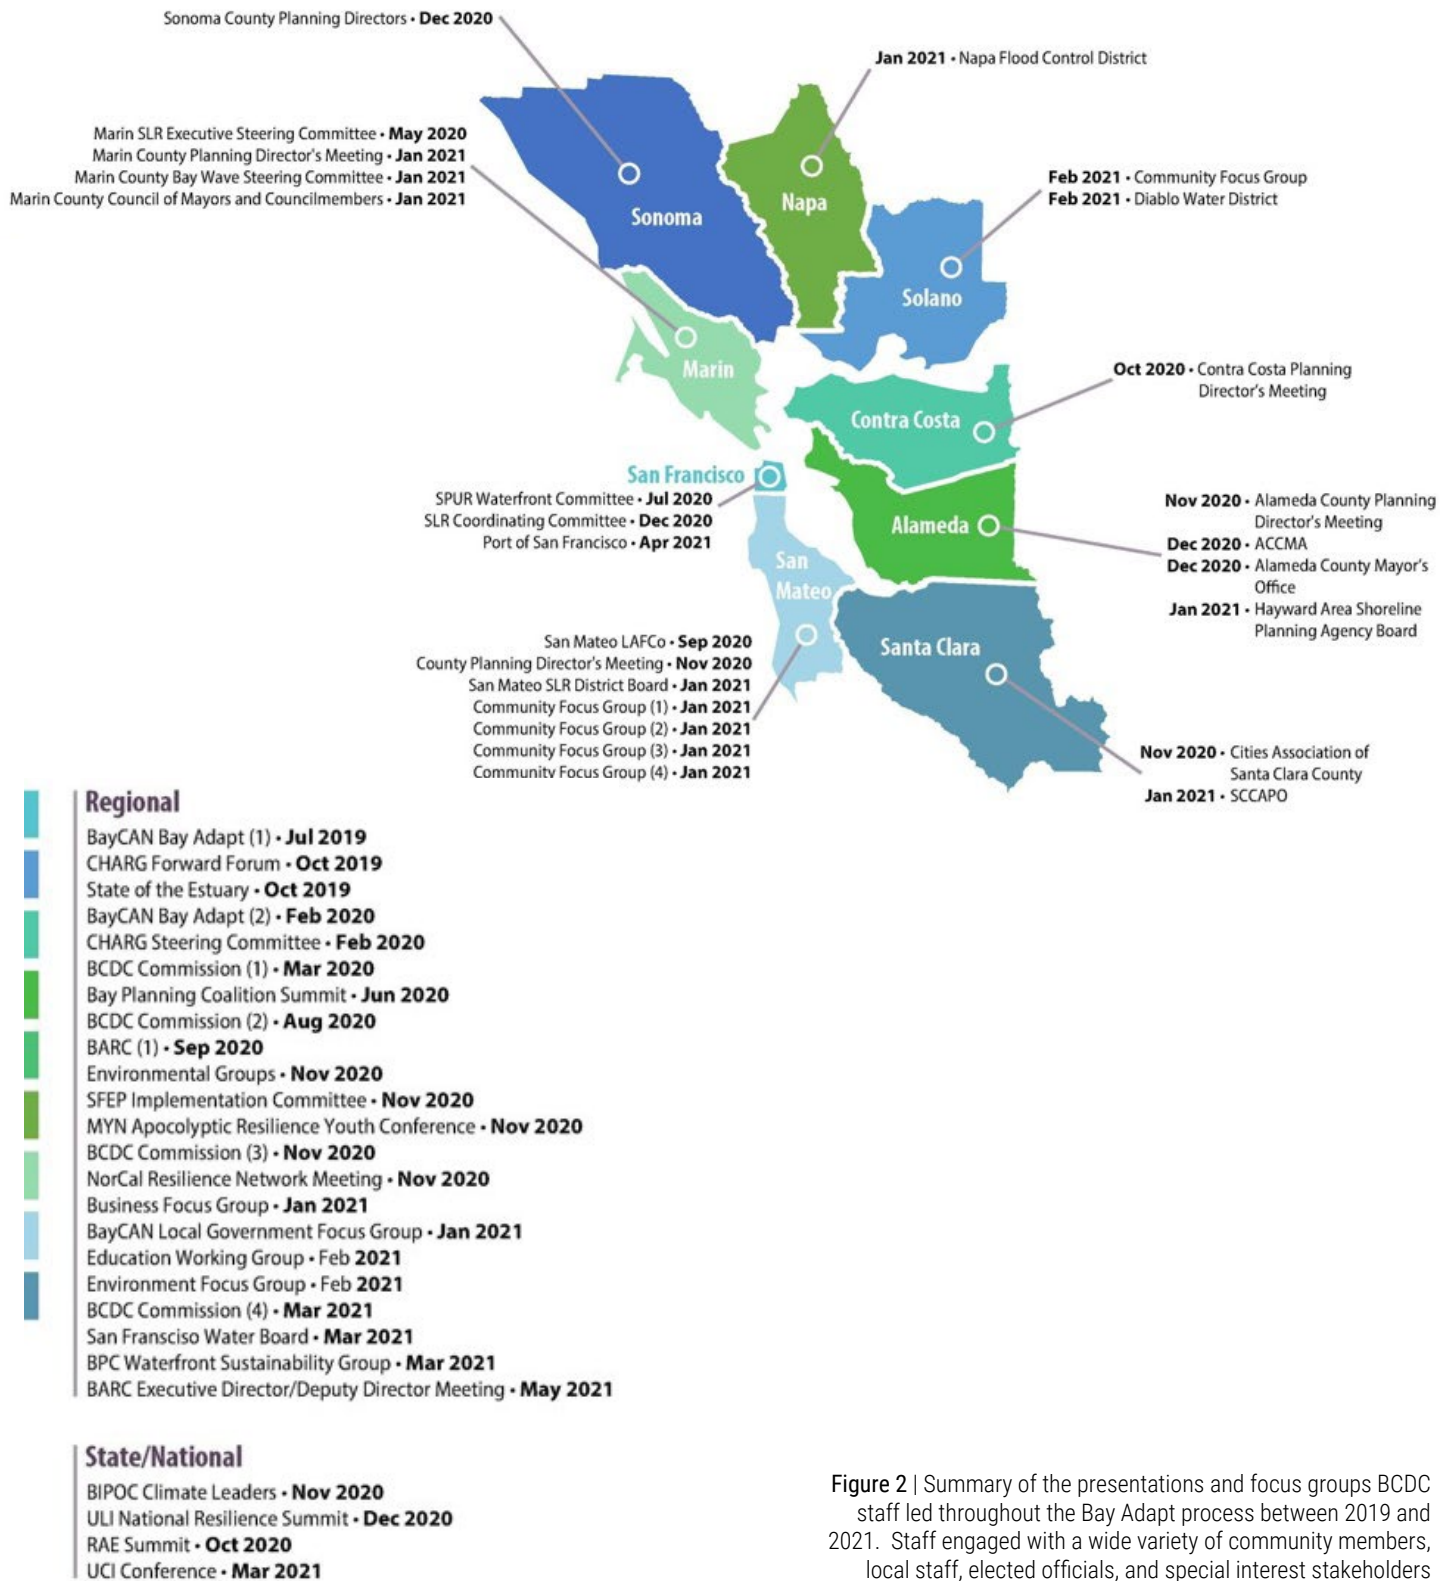 Sonoma County Planning Directors • Dec 2020
Jan 2021 • Napa Flood Control District
Marin SLR Executive Steering Committee • May 2020
Marin County Planning Director's Meeting • Jan 2021
Marin County Bay Wave Steering Committee • Jan 2021
Marin County Council of Mayors and Councilmembers • Jan 2021
Feb 2021 • Community Focus Group
Feb 2021 • Diablo Water District
Sonoma
Napa
Solano
Marin
Oct 2020 • Contra Costa Planning
Director's Meeting
Contra Costa
San Francisco
SPUR Waterfront Committee • Jul 2020
SLR Coordinating Committee • Dec 2020
Port of San Francisco • Apr 2021
Alameda
Nov 2020 • Alameda County Planning
Director's Meeting
Dec 2020 • ACCMA
Dec 2020 • Alameda County Mayor's
Office
Jan 2021 • Hayward Area Shoreline
Planning Agency Board
San
Mateo
San Mateo LAFCo • Sep 2020
County Planning Director's Meeting • Nov 2020
San Mateo SLR District Board • Jan 2021
Community Focus Group (1) • Jan 2021
Community Focus Group (2) • Jan 2021
Community Focus Group (3) • Jan 2021
Community Focus Group (4) • Jan 2021
Santa Clara
Nov 2020 • Cities Association of
Santa Clara County
Jan 2021 • SCCAPO
Regional
BayCAN Bay Adapt (1) • Jul 2019
CHARG Forward Forum • Oct 2019
State of the Estuary • Oct 2019
BayCAN Bay Adapt (2) • Feb 2020
CHARG Steering Committee • Feb 2020
BCDC Commission (1) • Mar 2020
Bay Planning Coalition Summit • Jun 2020
BCDC Commission (2) • Aug 2020
BARC (1) • Sep 2020
Environmental Groups • Nov 2020
SFEP Implementation Committee • Nov 2020
MYN Apocolyptic Resilience Youth Conference • Nov 2020
BCDC Commission (3) • Nov 2020
NorCal Resilience Network Meeting • Nov 2020
Business Focus Group • Jan 2021
BayCAN Local Government Focus Group • Jan 2021
Education Working Group • Feb 2021
Environment Focus Group • Feb 2021
BCDC Commission (4) • Mar 2021
San Fransciso Water Board • Mar 2021
BPC Waterfront Sustainability Group • Mar 2021
BARC Executive Director/Deputy Director Meeting • May 2021
State/National
BIPOC Climate Leaders • Nov 2020
ULI National Resilience Summit • Dec 2020
RAE Summit • Oct 2020
UCI Conference • Mar 2021
Figure 2 | Summary of the presentations and focus groups BCDC
staff led throughout the Bay Adapt process between 2019 and
2021. Staff engaged with a wide variety of community members,
local staff, elected officials, and special interest stakeholders